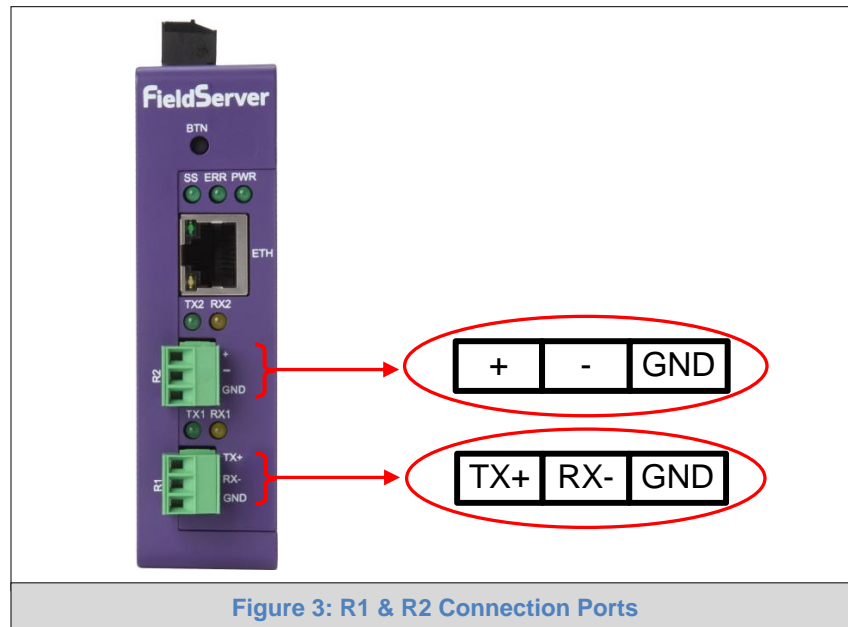 FieldServer
BTN
SS ERR PWR
ETH
TX2 RX2
R2
+
-
GND
+ - GND
TX1 RX1
R1
TX+
RX-
GND
TX+ RX- GND
Figure 3: R1 & R2 Connection Ports